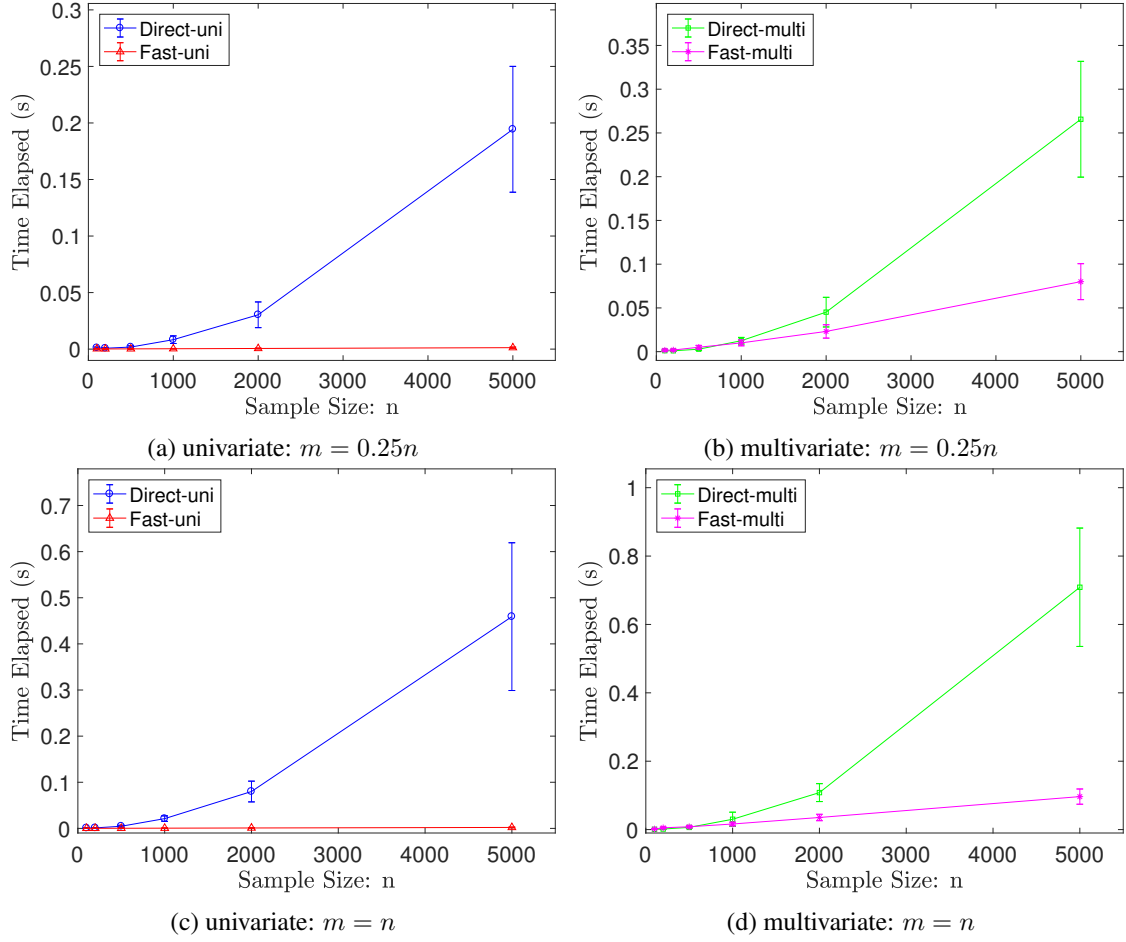 Direct-uni
Fast-uni
0.3
0.25
0.2
0.15
0.1
0.05
0
Time Elapsed (s)
0 1000 2000 3000 4000 5000
Sample Size: n
(a) univariate: m = 0.25n
Direct-multi
Fast-multi
0.35
0.3
0.25
0.2
0.15
0.1
0.05
0
Time Elapsed (s)
0 1000 2000 3000 4000 5000
Sample Size: n
(b) multivariate: m = 0.25n
Direct-uni
Fast-uni
0.7
0.6
0.5
0.4
0.3
0.2
0.1
0
Time Elapsed (s)
0 1000 2000 3000 4000 5000
Sample Size: n
(c) univariate: m = n
Direct-multi
Fast-multi
1
0.8
0.6
0.4
0.2
0
Time Elapsed (s)
0 1000 2000 3000 4000 5000
Sample Size: n
(d) multivariate: m = n